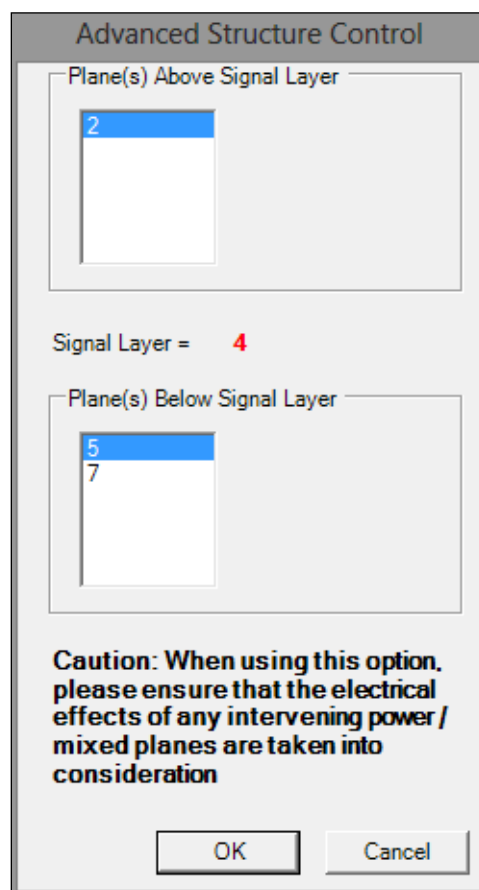 Advanced Structure Control
Plane(s) Above Signal Layer
2
Signal Layer = 4
Plane(s) Below Signal Layer
5
7
Caution: When using this option,
please ensure that the electrical
effects of any intervening power /
mixed planes are taken into
consideration
OK Cancel